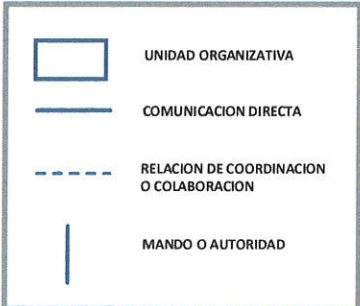 UNIDAD ORGANIZATIVA
COMUNICACION DIRECTA
RELACION DE COORDINACION
O COLABORACION
MANDO O AUTORIDAD